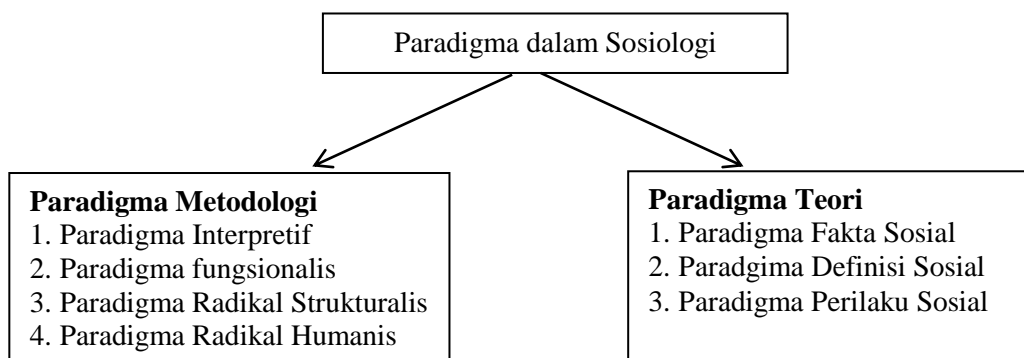 Paradigma dalam Sosiologi
Paradigma Metodologi
1. Paradigma Interpretif
2. Paradigma fungsionalis
3. Paradigma Radikal Strukturalis
4. Paradigma Radikal Humanis
Paradigma Teori
1. Paradigma Fakta Sosial
2. Paradgima Definisi Sosial
3. Paradigma Perilaku Sosial